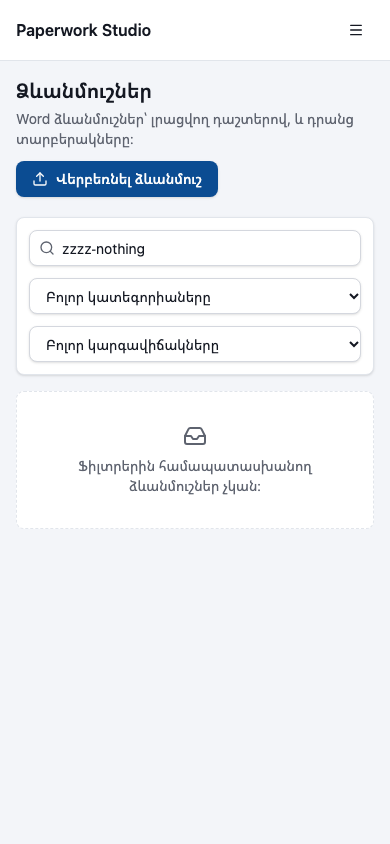 Paperwork Studio
Ձևանմուշներ
Word ձևանմուշներ՝ լրացվող դաշտերով, և դրանց
տարբերակները։
Վերբեռնել ձևանմուշ
zzzz-nothing
Բոլոր կատեգորիաները
Բոլոր կարգավիճակները
Ֆիլտրերին համապատասխանող
ձևանմուշներ չկան։